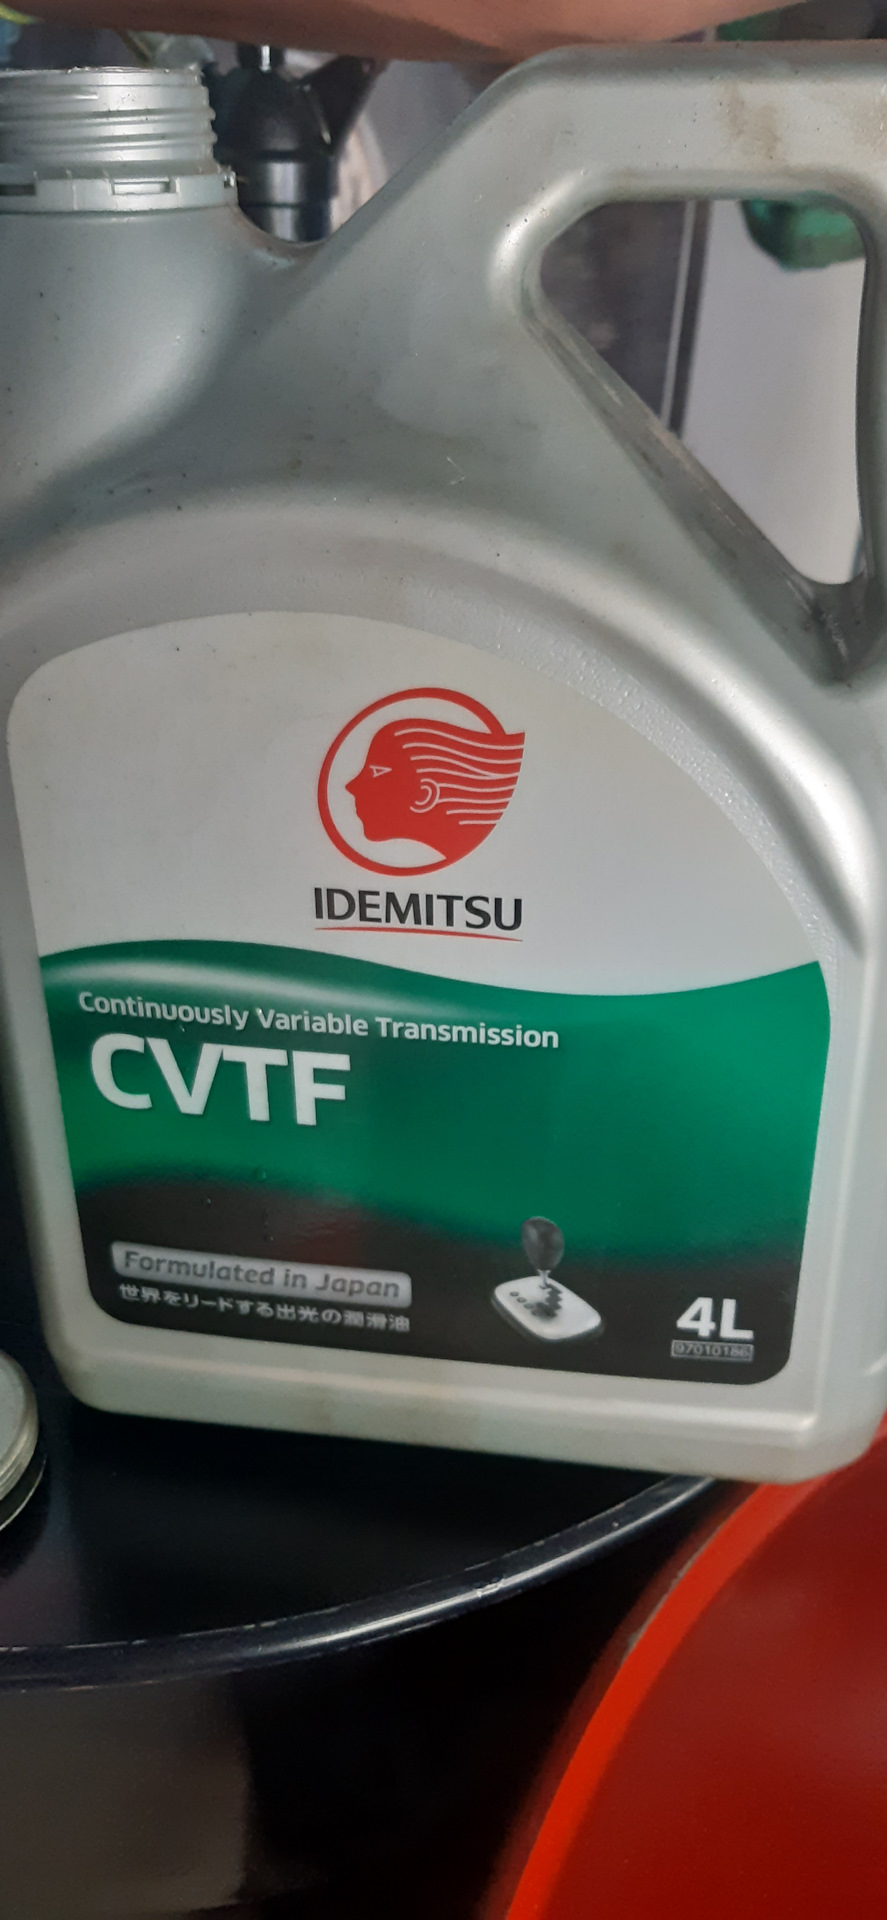 IDEMITSU
Continuously Variable Transmission
CVTF
Formulated in Japan
世界をリードする出光の潤滑油
4L
97010186